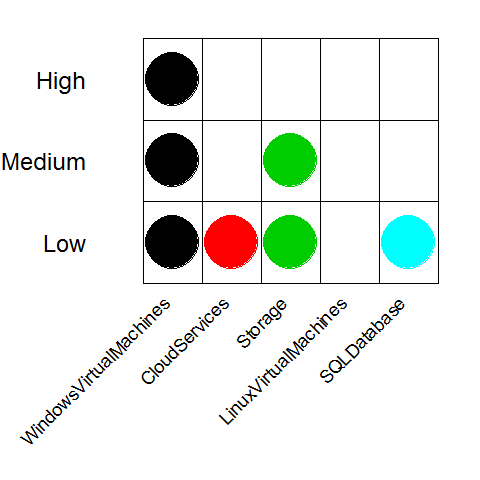 High
Medium
Low
WindowsVirtualMachines
CloudServices
Storage
LinuxVirtualMachines
SQLDatabase